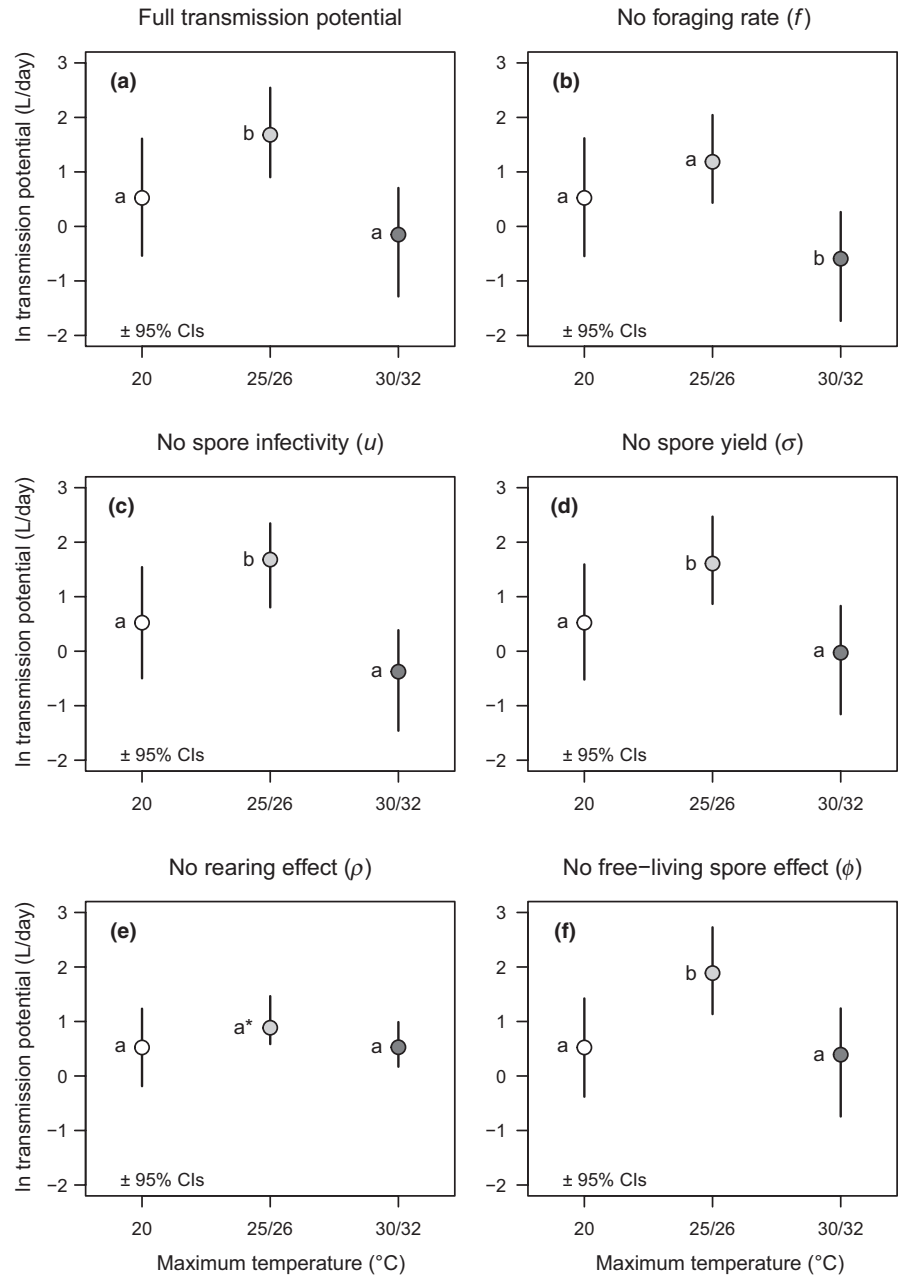 Full transmission potential
ln transmission potential (L/day)
3
2
1
0
−1
−2
(a)
a
b
a
± 95% CIs
20
25/26
30/32
No foraging rate (f)
3
2
1
0
−1
−2
(b)
a
a
b
± 95% CIs
20
25/26
30/32
No spore infectivity (u)
ln transmission potential (L/day)
3
2
1
0
−1
−2
(c)
a
b
a
± 95% CIs
20
25/26
30/32
No spore yield (σ)
3
2
1
0
−1
−2
(d)
a
b
a
± 95% CIs
20
25/26
30/32
No rearing effect (ρ)
ln transmission potential (L/day)
3
2
1
0
−1
−2
(e)
a
a*
a
± 95% CIs
20
25/26
30/32
Maximum temperature (°C)
No free−living spore effect (ϕ)
3
2
1
0
−1
−2
(f)
a
b
a
± 95% CIs
20
25/26
30/32
Maximum temperature (°C)